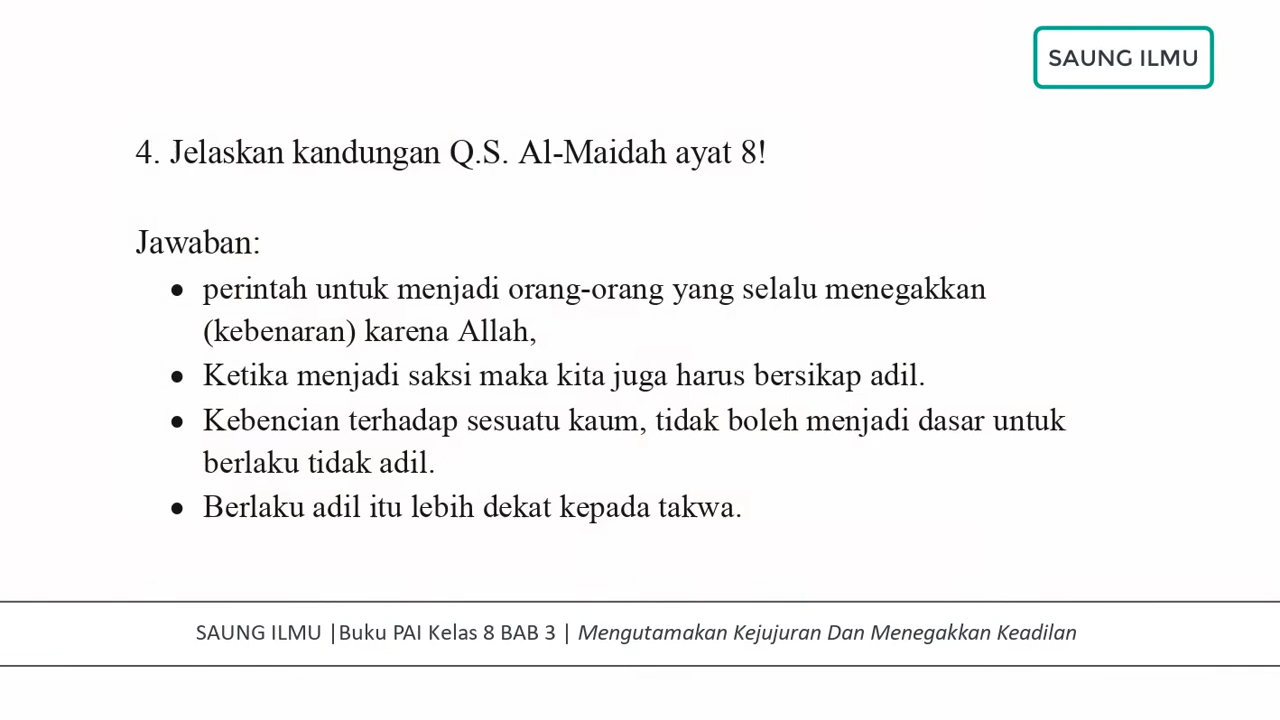 SAUNG ILMU
4. Jelaskan kandungan Q.S. Al-Maidah ayat 8!
Jawaban:
• perintah untuk menjadi orang-orang yang selalu menegakkan
(kebenaran) karena Allah,
• Ketika menjadi saksi maka kita juga harus bersikap adil.
• Kebencian terhadap sesuatu kaum, tidak boleh menjadi dasar untuk
berlaku tidak adil.
• Berlaku adil itu lebih dekat kepada takwa.
SAUNG ILMU |Buku PAI Kelas 8 BAB 3 | Mengutamakan Kejujuran Dan Menegakkan Keadilan